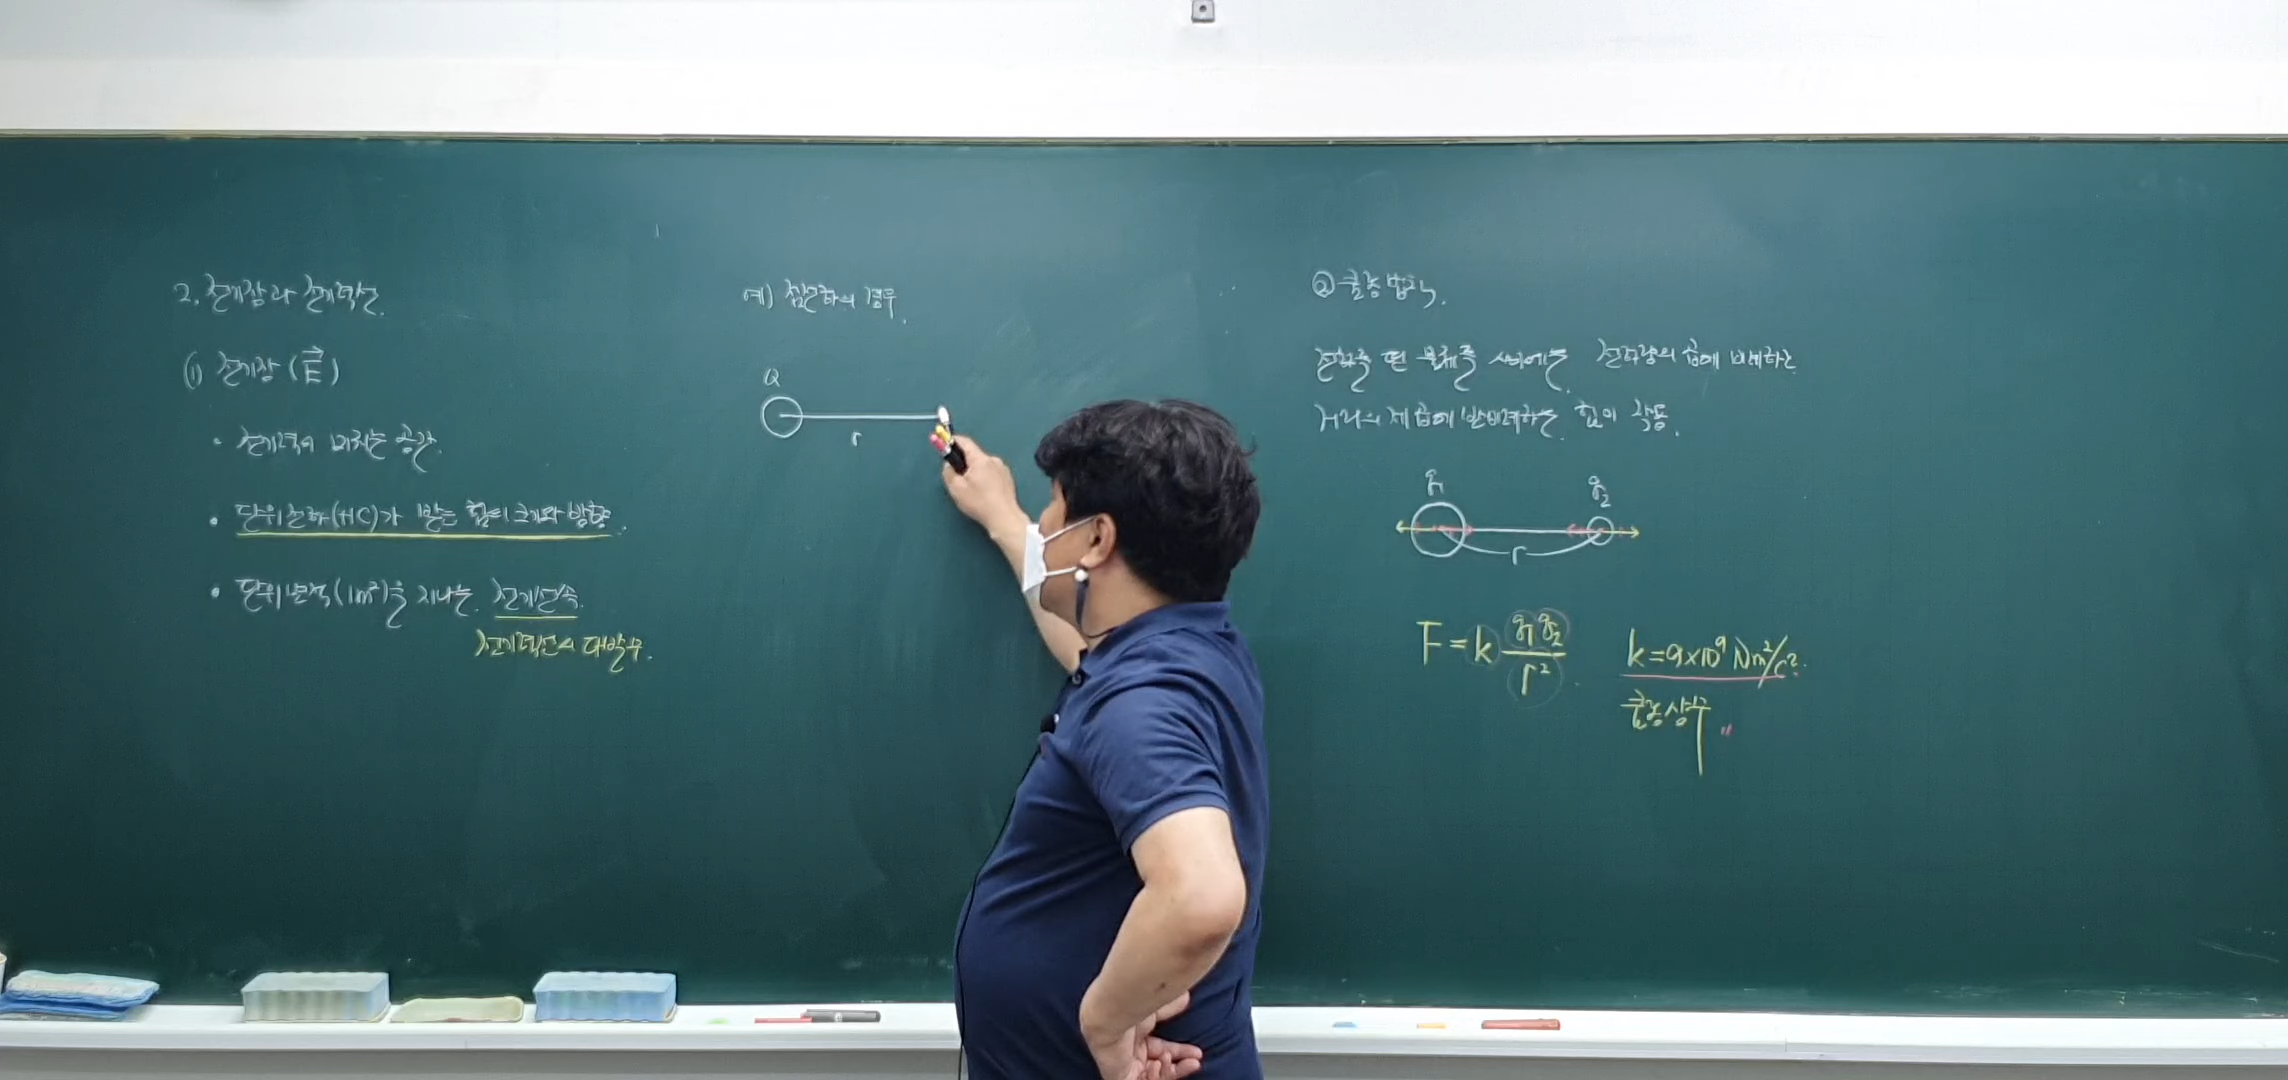 2. 전기장과 전기력선.
(1) 전기장 (E⃗)
• 전기력이 미치는 공간.
• 단위전하(+1C)가 받는 힘의 크기와 방향.
• 단위면적(1m²)을 지나는 전기선속.
전기력선의 대발수.
예) 점전하의 경우.
Q
r
② 쿨롱법칙.
전하를 띤 물체들 사이에는 전하량의 곱에 비례하고
거리의 제곱에 반비례하는 힘이 작용.
q₁ q₂
r
F = k q₁q₂/r²
k = 9×10⁹ Nm²/C².
쿨롱상수